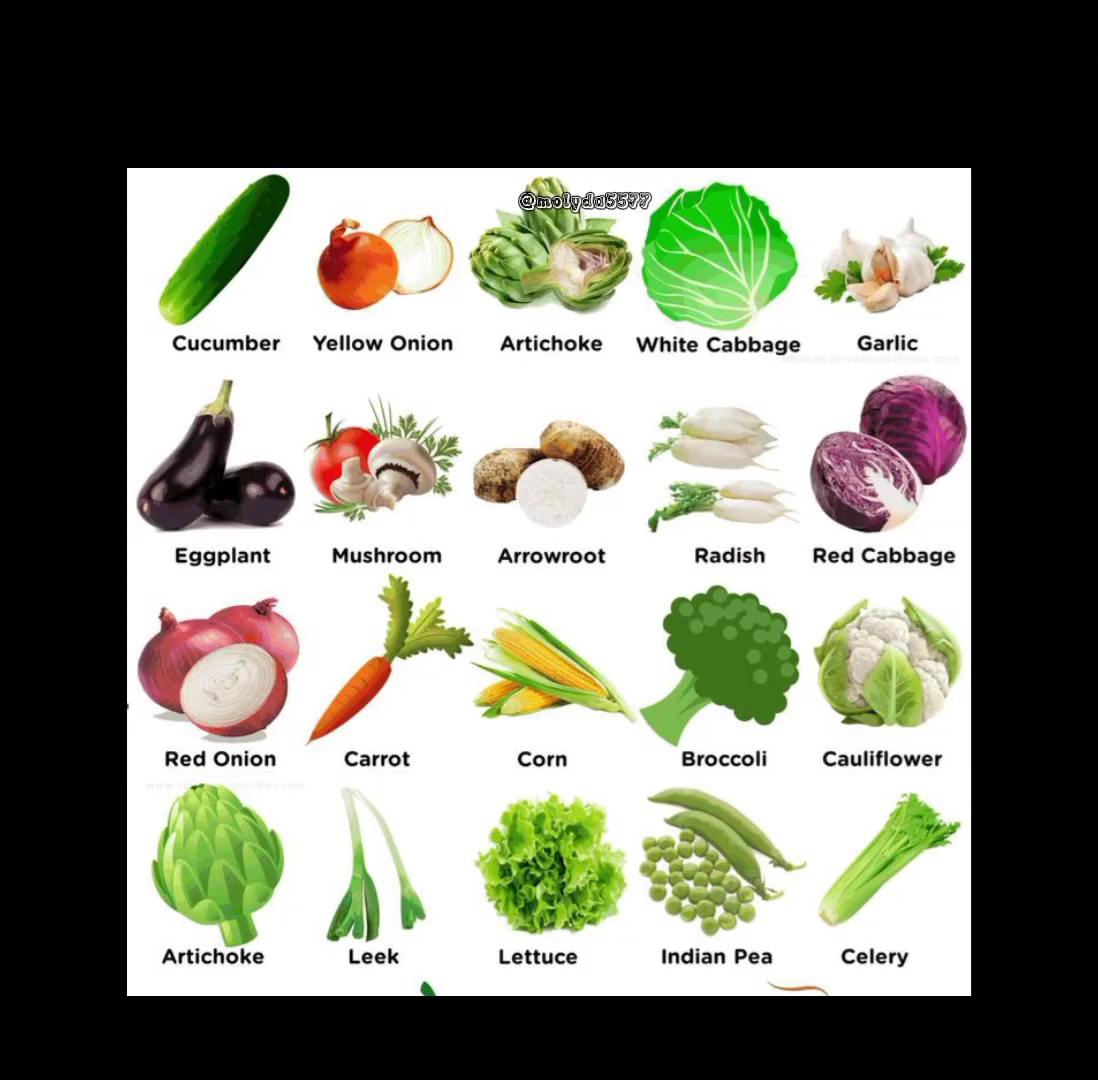 @molyda5577
Cucumber Yellow Onion Artichoke White Cabbage Garlic
Eggplant Mushroom Arrowroot Radish Red Cabbage
Red Onion Carrot Corn Broccoli Cauliflower
Artichoke Leek Lettuce Indian Pea Celery